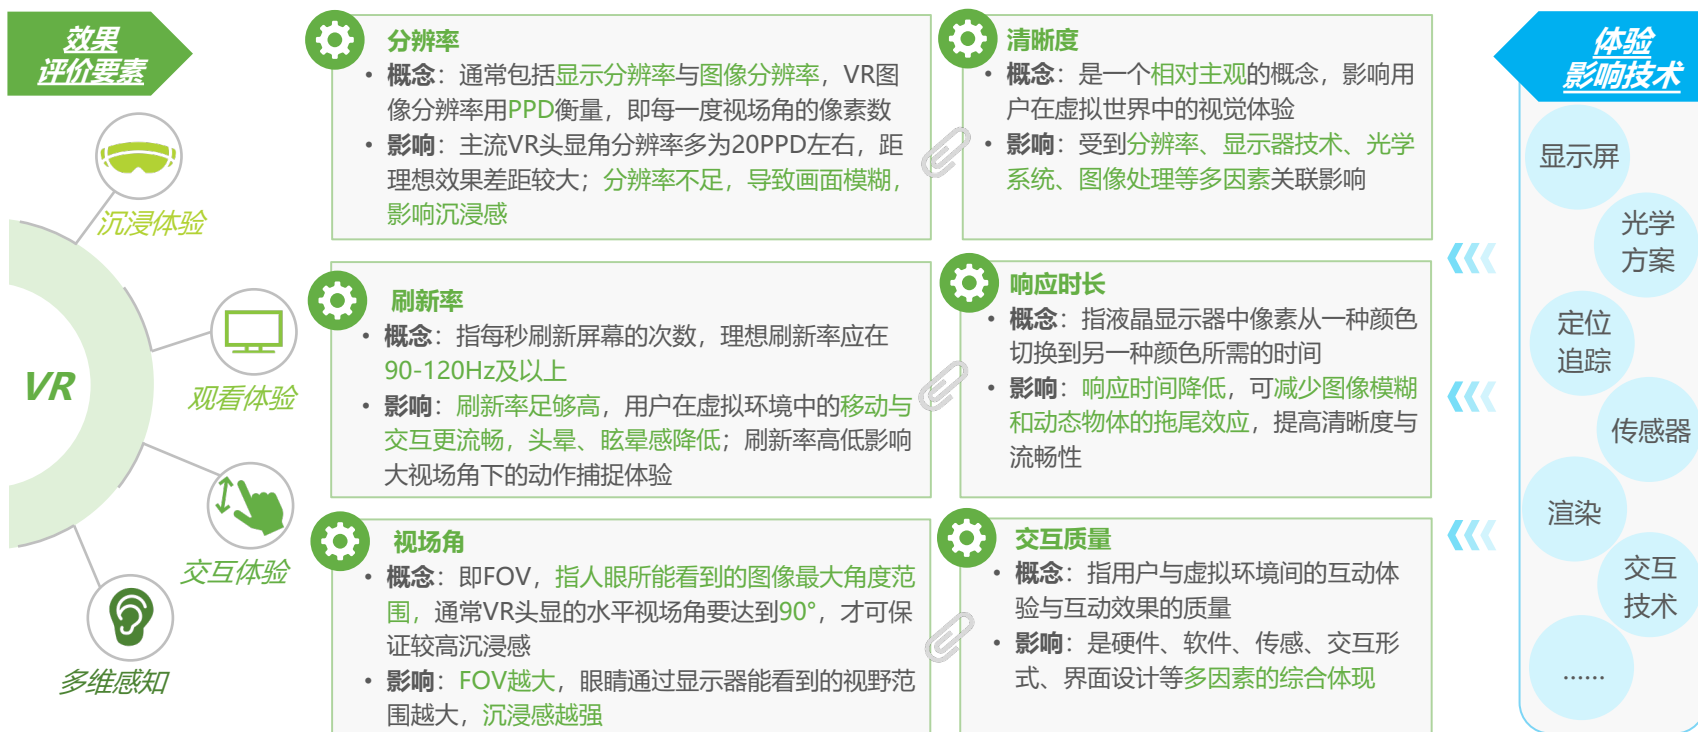 效果
评价要素
沉浸体验
VR
观看体验
交互体验
多维感知
分辨率
• 概念：通常包括显示分辨率与图像分辨率，VR图
像分辨率用PPD衡量，即每一度视场角的像素数
• 影响：主流VR头显角分辨率多为20PPD左右，距
理想效果差距较大；分辨率不足，导致画面模糊，
影响沉浸感
清晰度
• 概念：是一个相对主观的概念，影响用
户在虚拟世界中的视觉体验
• 影响：受到分辨率、显示器技术、光学
系统、图像处理等多因素关联影响
刷新率
• 概念：指每秒刷新屏幕的次数，理想刷新率应在
90-120Hz及以上
• 影响：刷新率足够高，用户在虚拟环境中的移动与
交互更流畅，头晕、眩晕感降低；刷新率高低影响
大视场角下的动作捕捉体验
响应时长
• 概念：指液晶显示器中像素从一种颜色
切换到另一种颜色所需的时间
• 影响：响应时间降低，可减少图像模糊
和动态物体的拖尾效应，提高清晰度与
流畅性
视场角
• 概念：即FOV，指人眼所能看到的图像最大角度范
围，通常VR头显的水平视场角要达到90°，才可保
证较高沉浸感
• 影响：FOV越大，眼睛通过显示器能看到的视野范
围越大，沉浸感越强
交互质量
• 概念：指用户与虚拟环境间的互动体
验与互动效果的质量
• 影响：是硬件、软件、传感、交互形
式、界面设计等多因素的综合体现
体验
影响技术
显示屏
光学
方案
定位
追踪
传感器
渲染
交互
技术
……